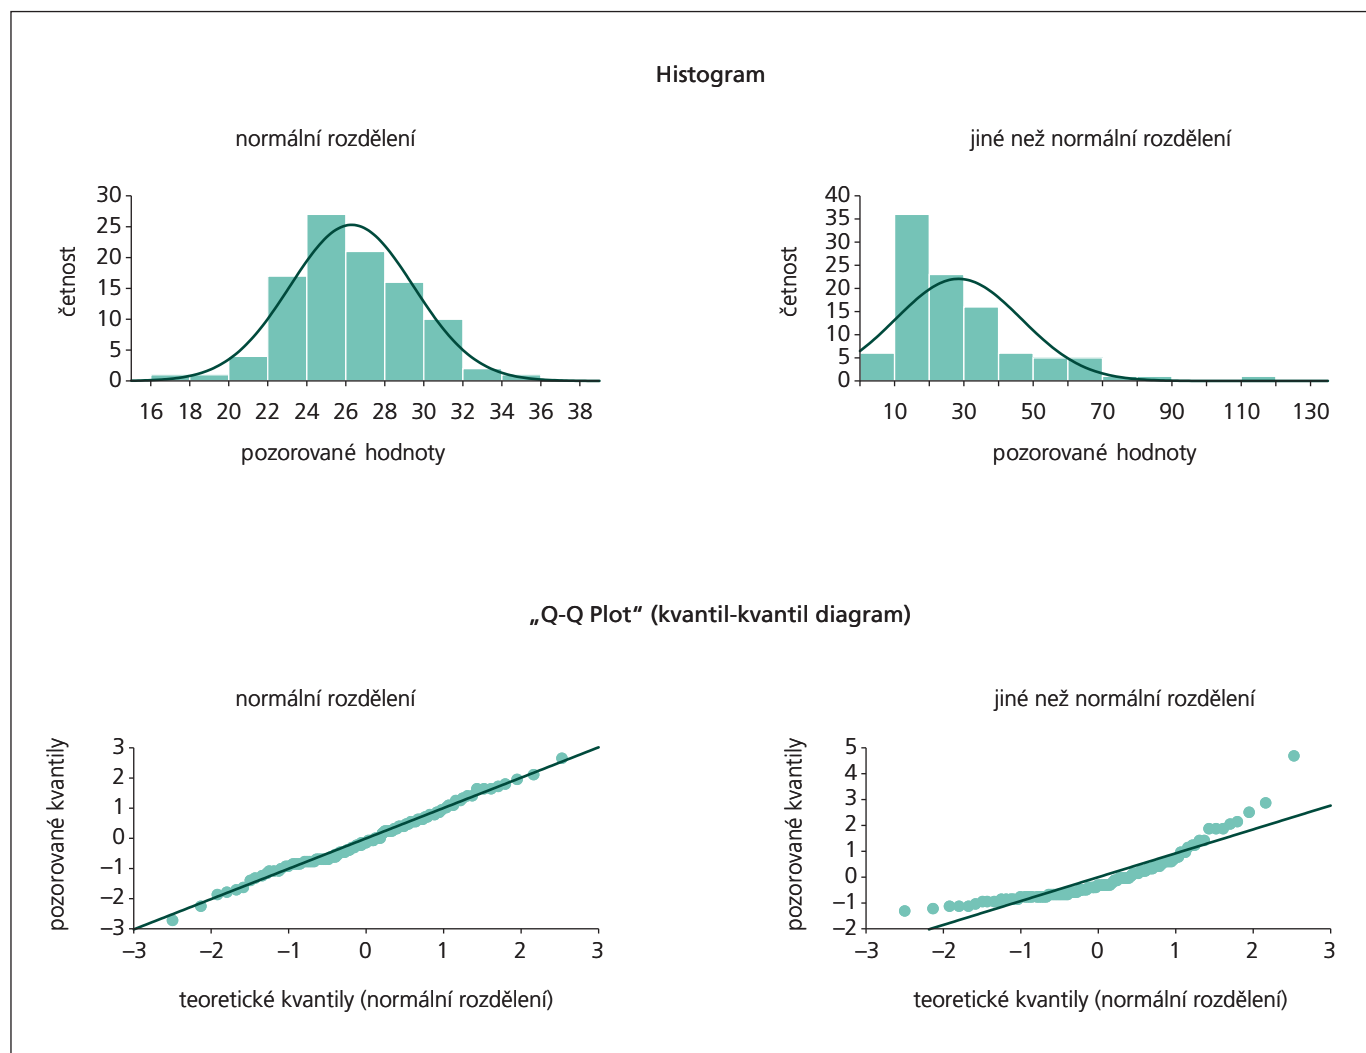 Histogram
normální rozdělení
jiné než normální rozdělení
30
25
20
15
10
5
0
četnost
16 18 20 22 24 26 28 30 32 34 36 38
pozorované hodnoty
40
35
30
25
20
15
10
5
0
četnost
10 30 50 70 90 110 130
pozorované hodnoty
„Q-Q Plot“ (kvantil-kvantil diagram)
normální rozdělení
jiné než normální rozdělení
3
2
1
0
–1
–2
–3
pozorované kvantily
–3 –2 –1 0 1 2 3
teoretické kvantily (normální rozdělení)
5
4
3
2
1
0
–1
–2
pozorované kvantily
–3 –2 –1 0 1 2 3
teoretické kvantily (normální rozdělení)